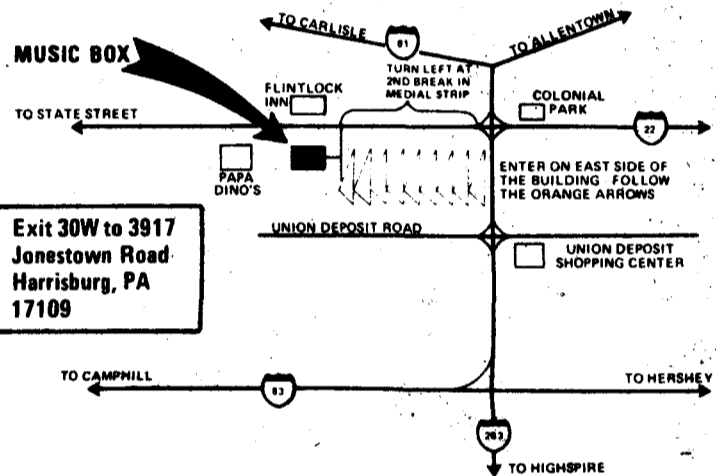 TO CARLISLE
81
TO ALLENTOWN
MUSIC BOX
TURN LEFT AT
2ND BREAK IN
MEDIAL STRIP
FLINTLOCK
INN
COLONIAL
PARK
TO STATE STREET
22
PAPA
DINO'S
ENTER ON EAST SIDE OF
THE BUILDING FOLLOW
THE ORANGE ARROWS
Exit 30W to 3917
Jonestown Road
Harrisburg, PA
17109
UNION DEPOSIT ROAD
UNION DEPOSIT
SHOPPING CENTER
TO CAMPHILL
83
TO HERSHEY
283
TO HIGHSPIRE